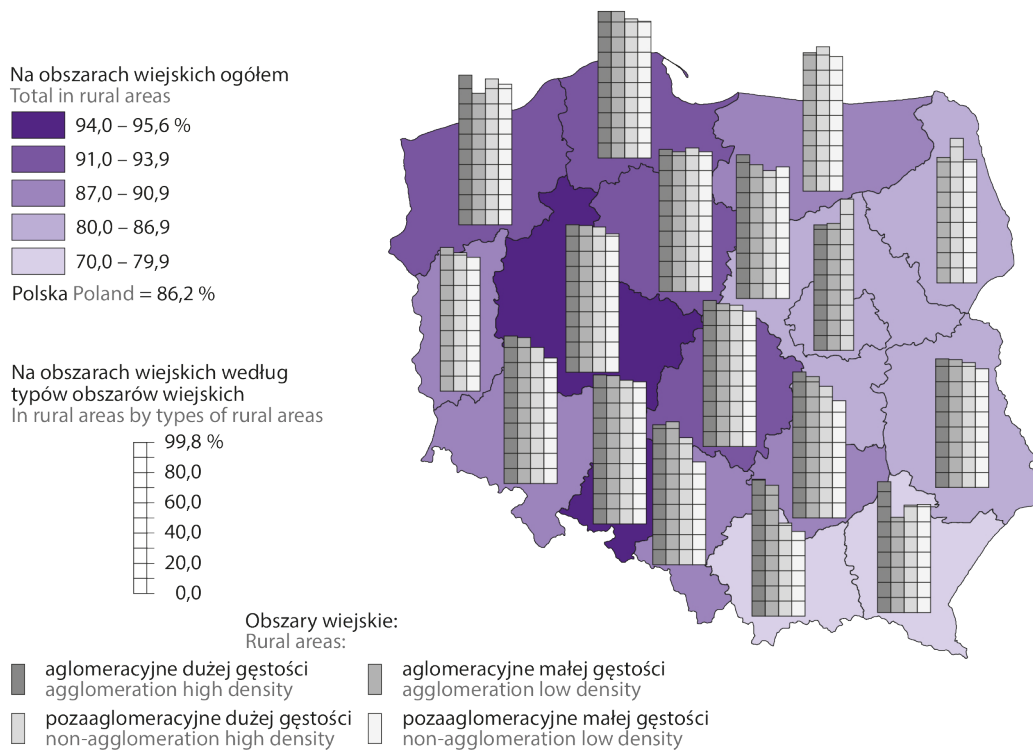 Na obszarach wiejskich ogółem
Total in rural areas
94,0 – 95,6 %
91,0 – 93,9
87,0 – 90,9
80,0 – 86,9
70,0 – 79,9
Polska Poland = 86,2 %
Na obszarach wiejskich według
typów obszarów wiejskich
In rural areas by types of rural areas
99,8 %
80,0
60,0
40,0
20,0
0,0
Obszary wiejskie:
Rural areas:
aglomeracyjne dużej gęstości
agglomeration high density
aglomeracyjne małej gęstości
agglomeration low density
pozaaglomeracyjne dużej gęstości
non-agglomeration high density
pozaaglomeracyjne małej gęstości
non-agglomeration low density